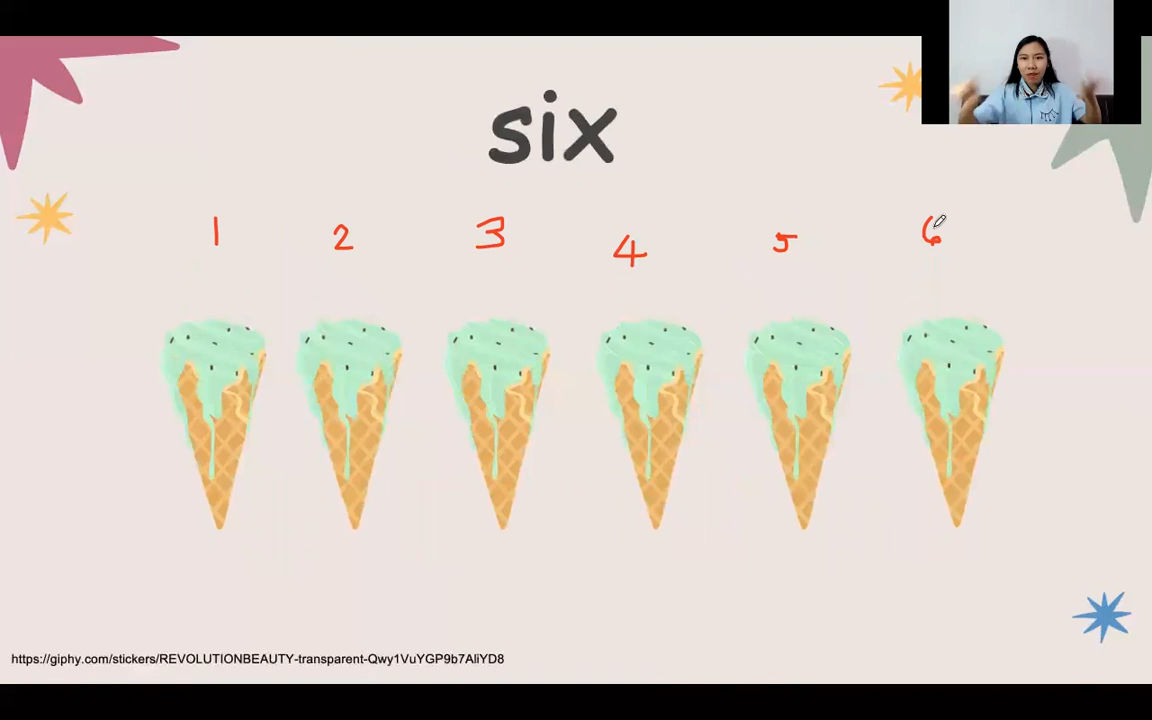 six
1 2 3 4 5 6
https://giphy.com/stickers/REVOLUTIONBEAUTY-transparent-Qwy1VuYGP9b7AliYD8